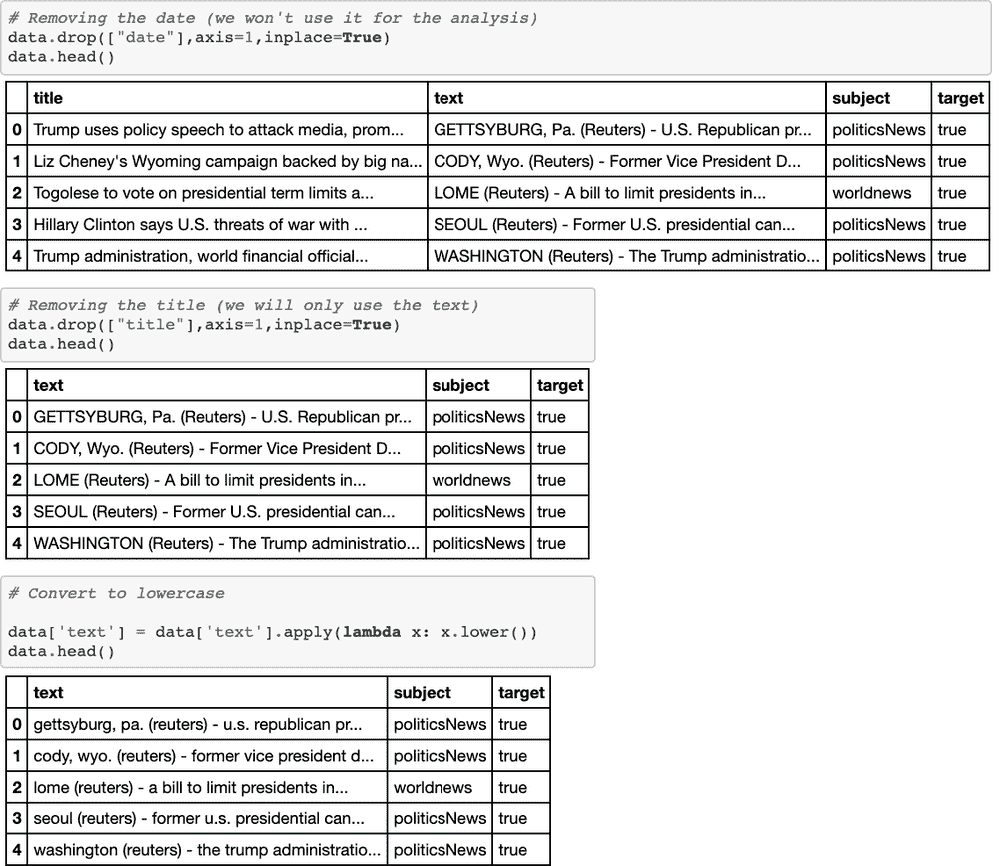 # Removing the date (we won't use it for the analysis)
data.drop(["date"],axis=1,inplace=True)
data.head()
title text subject target
0 Trump uses policy speech to attack media, prom... GETTSYBURG, Pa. (Reuters) - U.S. Republican pr... politicsNews true
1 Liz Cheney's Wyoming campaign backed by big na... CODY, Wyo. (Reuters) - Former Vice President D... politicsNews true
2 Togolese to vote on presidential term limits a... LOME (Reuters) - A bill to limit presidents in... worldnews true
3 Hillary Clinton says U.S. threats of war with ... SEOUL (Reuters) - Former U.S. presidential can... politicsNews true
4 Trump administration, world financial official... WASHINGTON (Reuters) - The Trump administratio... politicsNews true
# Removing the title (we will only use the text)
data.drop(["title"],axis=1,inplace=True)
data.head()
text subject target
0 GETTSYBURG, Pa. (Reuters) - U.S. Republican pr... politicsNews true
1 CODY, Wyo. (Reuters) - Former Vice President D... politicsNews true
2 LOME (Reuters) - A bill to limit presidents in... worldnews true
3 SEOUL (Reuters) - Former U.S. presidential can... politicsNews true
4 WASHINGTON (Reuters) - The Trump administratio... politicsNews true
# Convert to lowercase
data['text'] = data['text'].apply(lambda x: x.lower())
data.head()
text subject target
0 gettsyburg, pa. (reuters) - u.s. republican pr... politicsNews true
1 cody, wyo. (reuters) - former vice president d... politicsNews true
2 lome (reuters) - a bill to limit presidents in... worldnews true
3 seoul (reuters) - former u.s. presidential can... politicsNews true
4 washington (reuters) - the trump administratio... politicsNews true